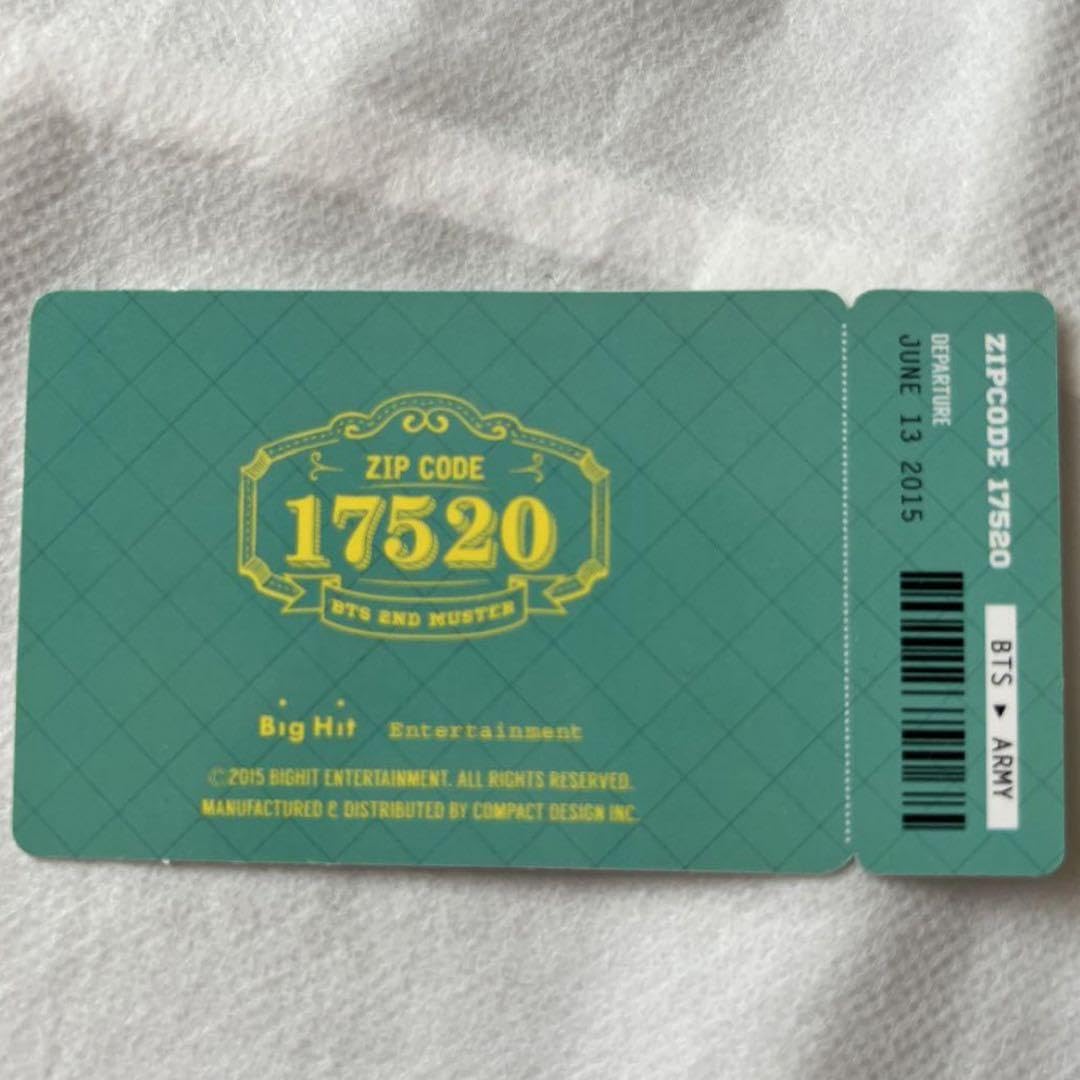 ZIP CODE
17520
BTS 2ND MUSTER
Big Hit Entertainment
©2015 BIGHIT ENTERTAINMENT. ALL RIGHTS RESERVED.
MANUFACTURED & DISTRIBUTED BY COMPACT DESIGN INC.
ZIPCODE 17520
BTS ▶ ARMY
DEPARTURE
JUNE 13 2015